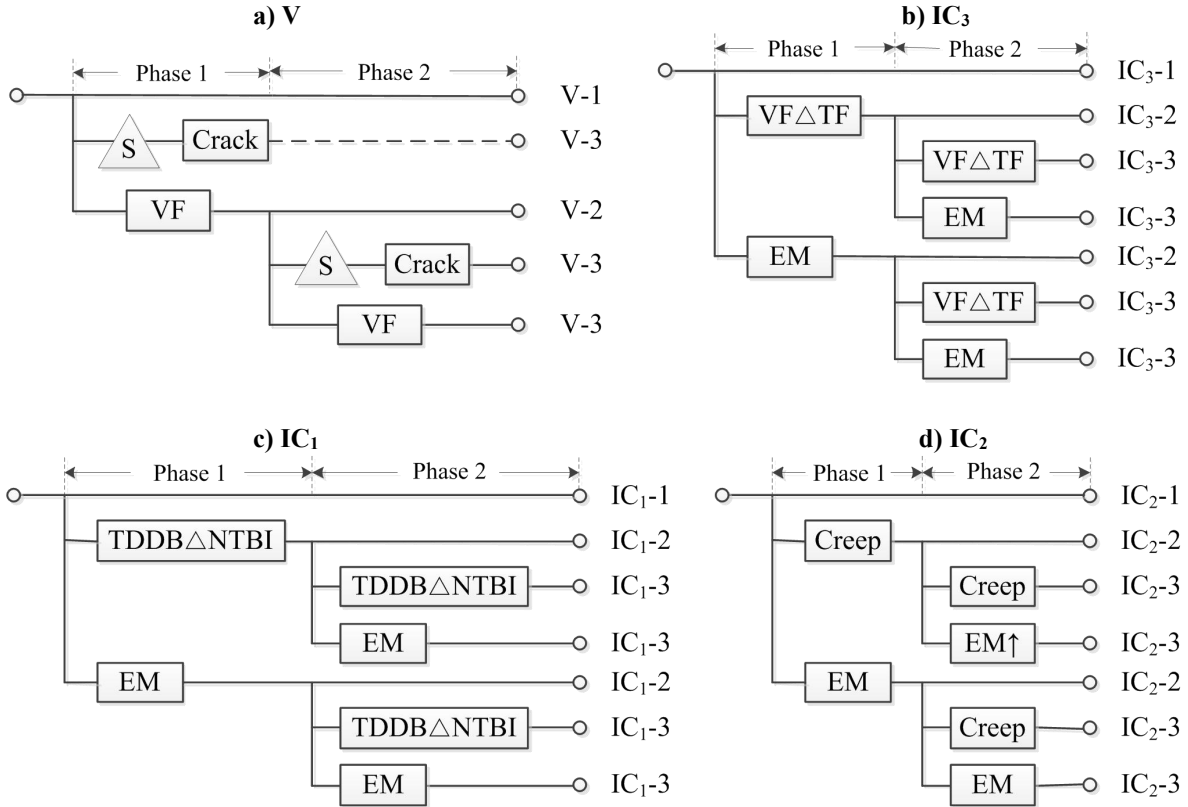 a) V
Phase 1
Phase 2
V-1
S
Crack
V-3
VF
V-2
S
Crack
V-3
VF
V-3
b) IC₃
Phase 1
Phase 2
IC₃-1
VF△TF
IC₃-2
VF△TF
IC₃-3
EM
IC₃-3
EM
IC₃-2
VF△TF
IC₃-3
EM
IC₃-3
c) IC₁
Phase 1
Phase 2
IC₁-1
TDDB△NTBI
IC₁-2
TDDB△NTBI
IC₁-3
EM
IC₁-3
EM
IC₁-2
TDDB△NTBI
IC₁-3
EM
IC₁-3
d) IC₂
Phase 1
Phase 2
IC₂-1
Creep
IC₂-2
Creep
IC₂-3
EM↑
IC₂-3
EM
IC₂-2
Creep
IC₂-3
EM
IC₂-3